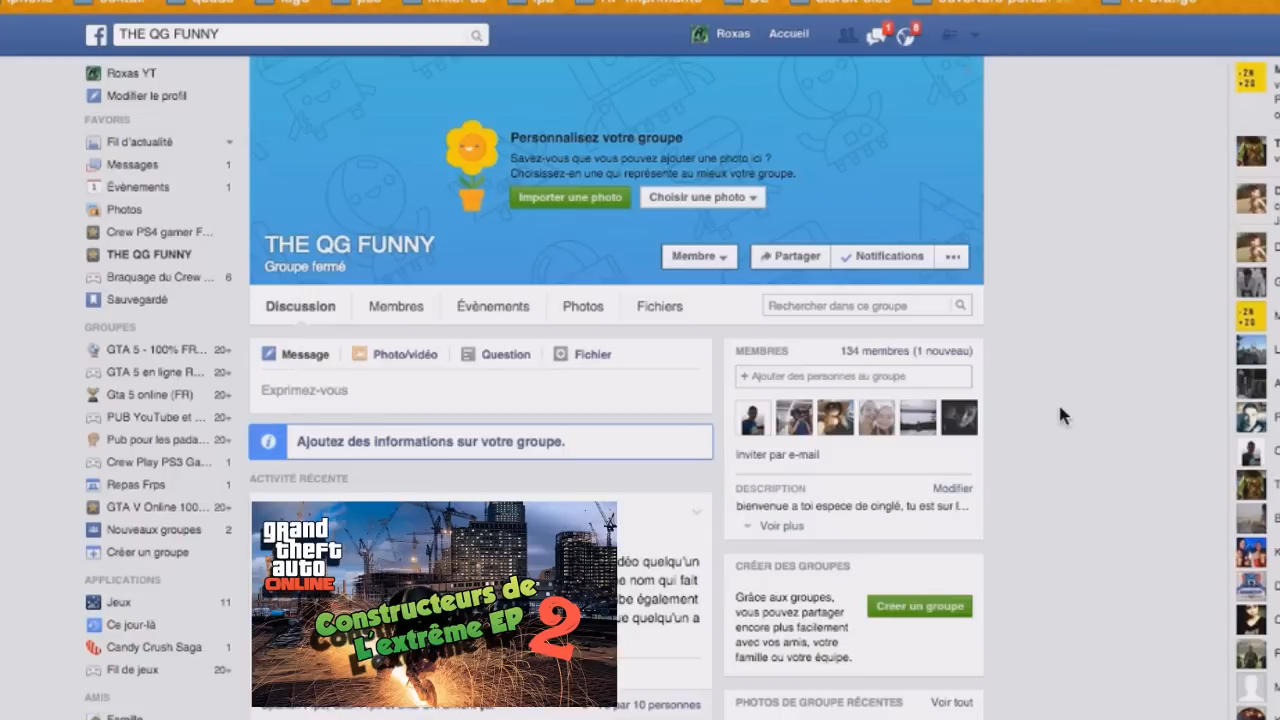 THE QG FUNNY
Roxas
Accueil
1
6
Roxas YT
Modifier le profil
FAVORIS
Fil d'actualité
Messages 1
Évènements 1
Photos
Crew PS4 gamer F...
THE QG FUNNY
Braquage du Crew ... 6
Sauvegardé
GROUPES
GTA 5 - 100% FR... 20+
GTA 5 en ligne R... 20+
Gta 5 online (FR) 20+
PUB YouTube et ... 20+
Pub pour les pada... 20+
Crew Play PS3 Ga... 1
Repas Frps 1
GTA V Online 100... 20+
Nouveaux groupes 2
Créer un groupe
APPLICATIONS
Jeux 11
Ce jour-là
Candy Crush Saga 1
Fil de jeux 20+
AMIS
Famille
Personnalisez votre groupe
Savez-vous que vous pouvez ajouter une photo ici ?
Choisissez-en une qui représente au mieux votre groupe.
Importer une photo
Choisir une photo
THE QG FUNNY
Groupe fermé
Membre
Partager
Notifications
...
Discussion
Membres
Évènements
Photos
Fichiers
Rechercher dans ce groupe
Message
Photo/vidéo
Question
Fichier
Exprimez-vous
Ajoutez des informations sur votre groupe.
ACTIVITÉ RÉCENTE
grand
theft
auto
ONLINE
Constructeurs de
L'extrême EP 2
déo quelqu'un
e nom qui fait
be également
ue quelqu'un a
par 10 personnes
MEMBRES
134 membres (1 nouveau)
+ Ajouter des personnes au groupe
Inviter par e-mail
DESCRIPTION
Modifier
bienvenue a toi espece de cinglé, tu est sur l...
Voir plus
CRÉER DES GROUPES
Grâce aux groupes,
vous pouvez partager
encore plus facilement
avec vos amis, votre
famille ou votre équipe.
Créer un groupe
PHOTOS DE GROUPE RÉCENTES
Voir tout